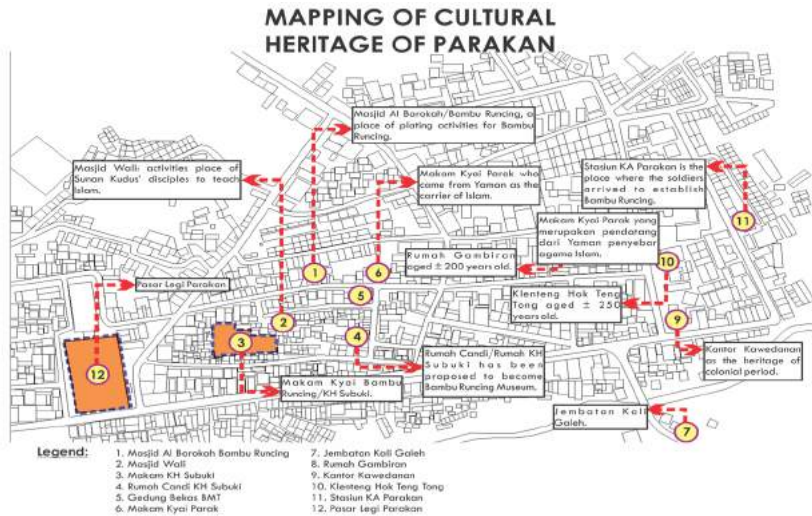 MAPPING OF CULTURAL
HERITAGE OF PARAKAN
Masjid Al Barokah/Bambu Runcing, a
place of plating activities for Bambu
Runcing.
Masjid Wali: activities place of
Sunan Kudus' disciples to teach
Islam.
Makam Kyai Parak who
came from Yaman as the
carrier of Islam.
Stasiun KA Parakan is the
place where the soldiers
arrived to establish
Bambu Runcing.
11
Makam Kyai Parak yang
merupakan pendatang
dari Yaman penyebar
agama Islam.
Rumah Gambiran
aged ± 200 years old.
1
6
10
Pasar Legi Parakan
5
Klenteng Hok Teng
Tong aged ± 250
years old.
2
9
3
4
Kantor Kawedanan
as the heritage of
colonial period.
12
Rumah Candi/Rumah KH
Subuki has been
proposed to become
Bambu Runcing Museum.
Makam Kyai Bambu
Runcing/KH Subuki.
Jembatan Kali
Galeh.
7
Legend:
1. Masjid Al Barokah Bambu Runcing
2. Masjid Wali
3. Makam KH Subuki
4. Rumah Candi KH Subuki
5. Gedung Bekas BMT
6. Makam Kyai Parak
7. Jembatan Kali Galeh
8. Rumah Gambiran
9. Kantor Kawedanan
10. Klenteng Hok Teng Tong
11. Stasiun KA Parakan
12. Pasar Legi Parakan